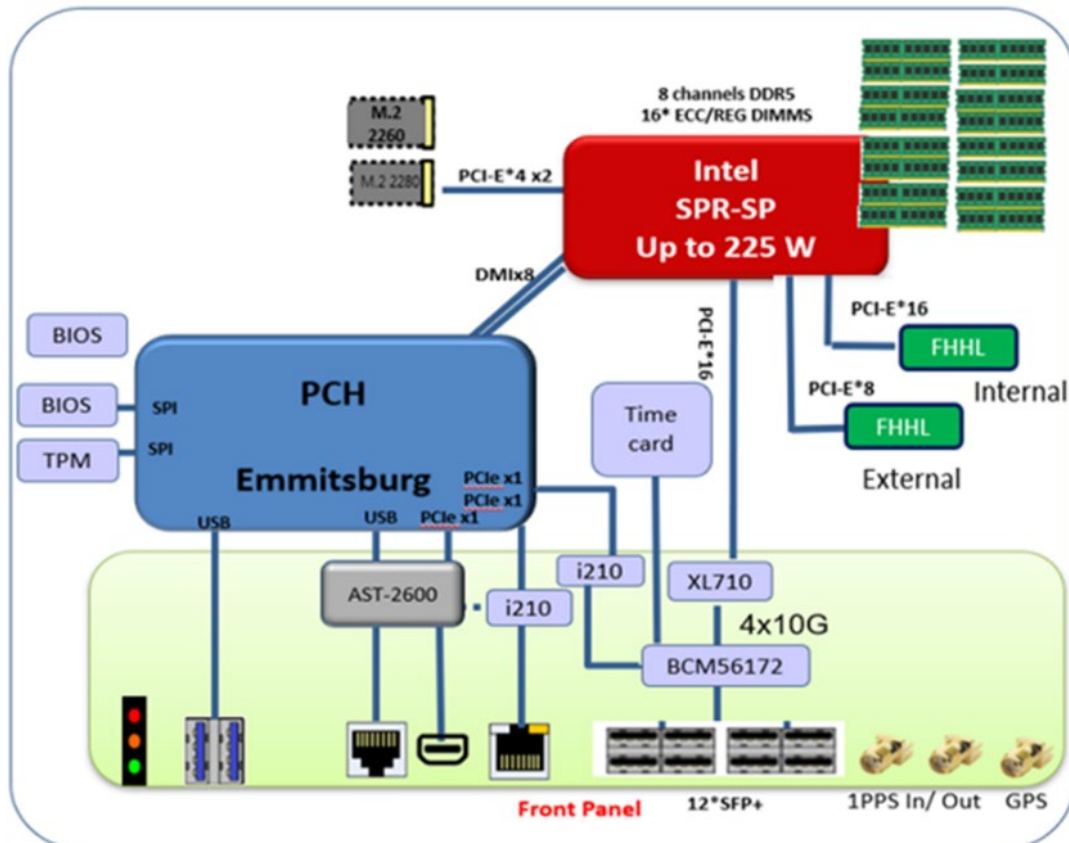 8 channels DDR5
16* ECC/REG DIMMS
M.2
2260
M.2 2280
PCI-E*4 x2
Intel
SPR-SP
Up to 225 W
DMIx8
PCI-E*16
PCI-E*16
FHHL
Internal
PCI-E*8
FHHL
External
BIOS
BIOS
SPI
TPM
SPI
PCH
Emmitsburg
PCIe x1
PCIe x1
USB
USB
PCIe x1
Time
card
AST-2600
i210
i210
XL710
4x10G
BCM56172
Front Panel
12*SFP+
1PPS In/ Out
GPS